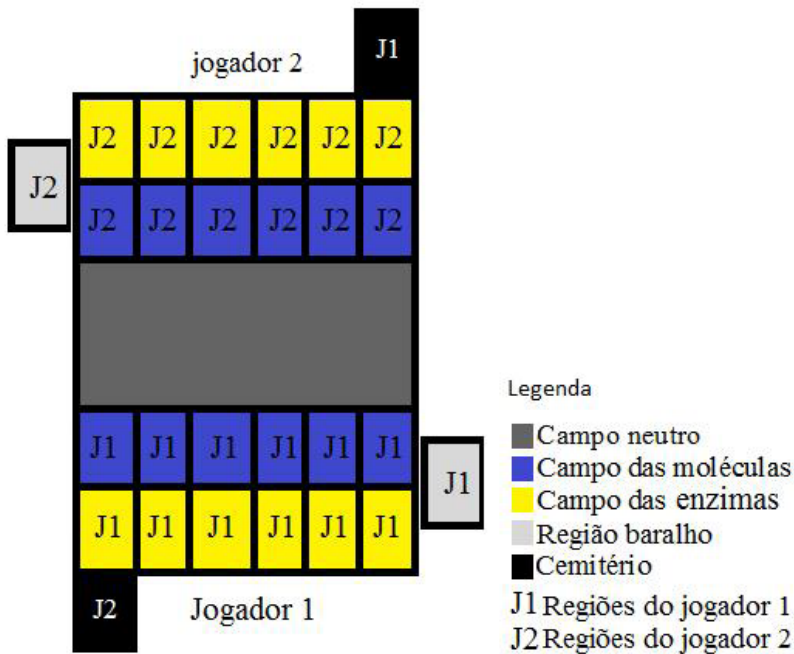 J1
jogador 2
J2 J2 J2 J2 J2 J2
J2
J2 J2 J2 J2 J2 J2
J1 J1 J1 J1 J1 J1
J1
J1 J1 J1 J1 J1 J1
J2
Jogador 1
Legenda
Campo neutro
Campo das moléculas
Campo das enzimas
Região baralho
Cemitério
J1 Regiões do jogador 1
J2 Regiões do jogador 2